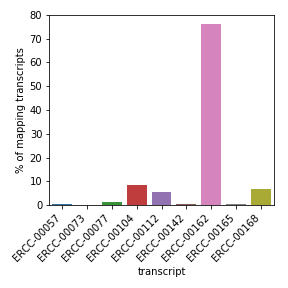 80
70
60
50
40
30
20
10
0
% of mapping transcripts
ERCC-00057
ERCC-00073
ERCC-00077
ERCC-00104
ERCC-00112
ERCC-00142
ERCC-00162
ERCC-00165
ERCC-00168
transcript